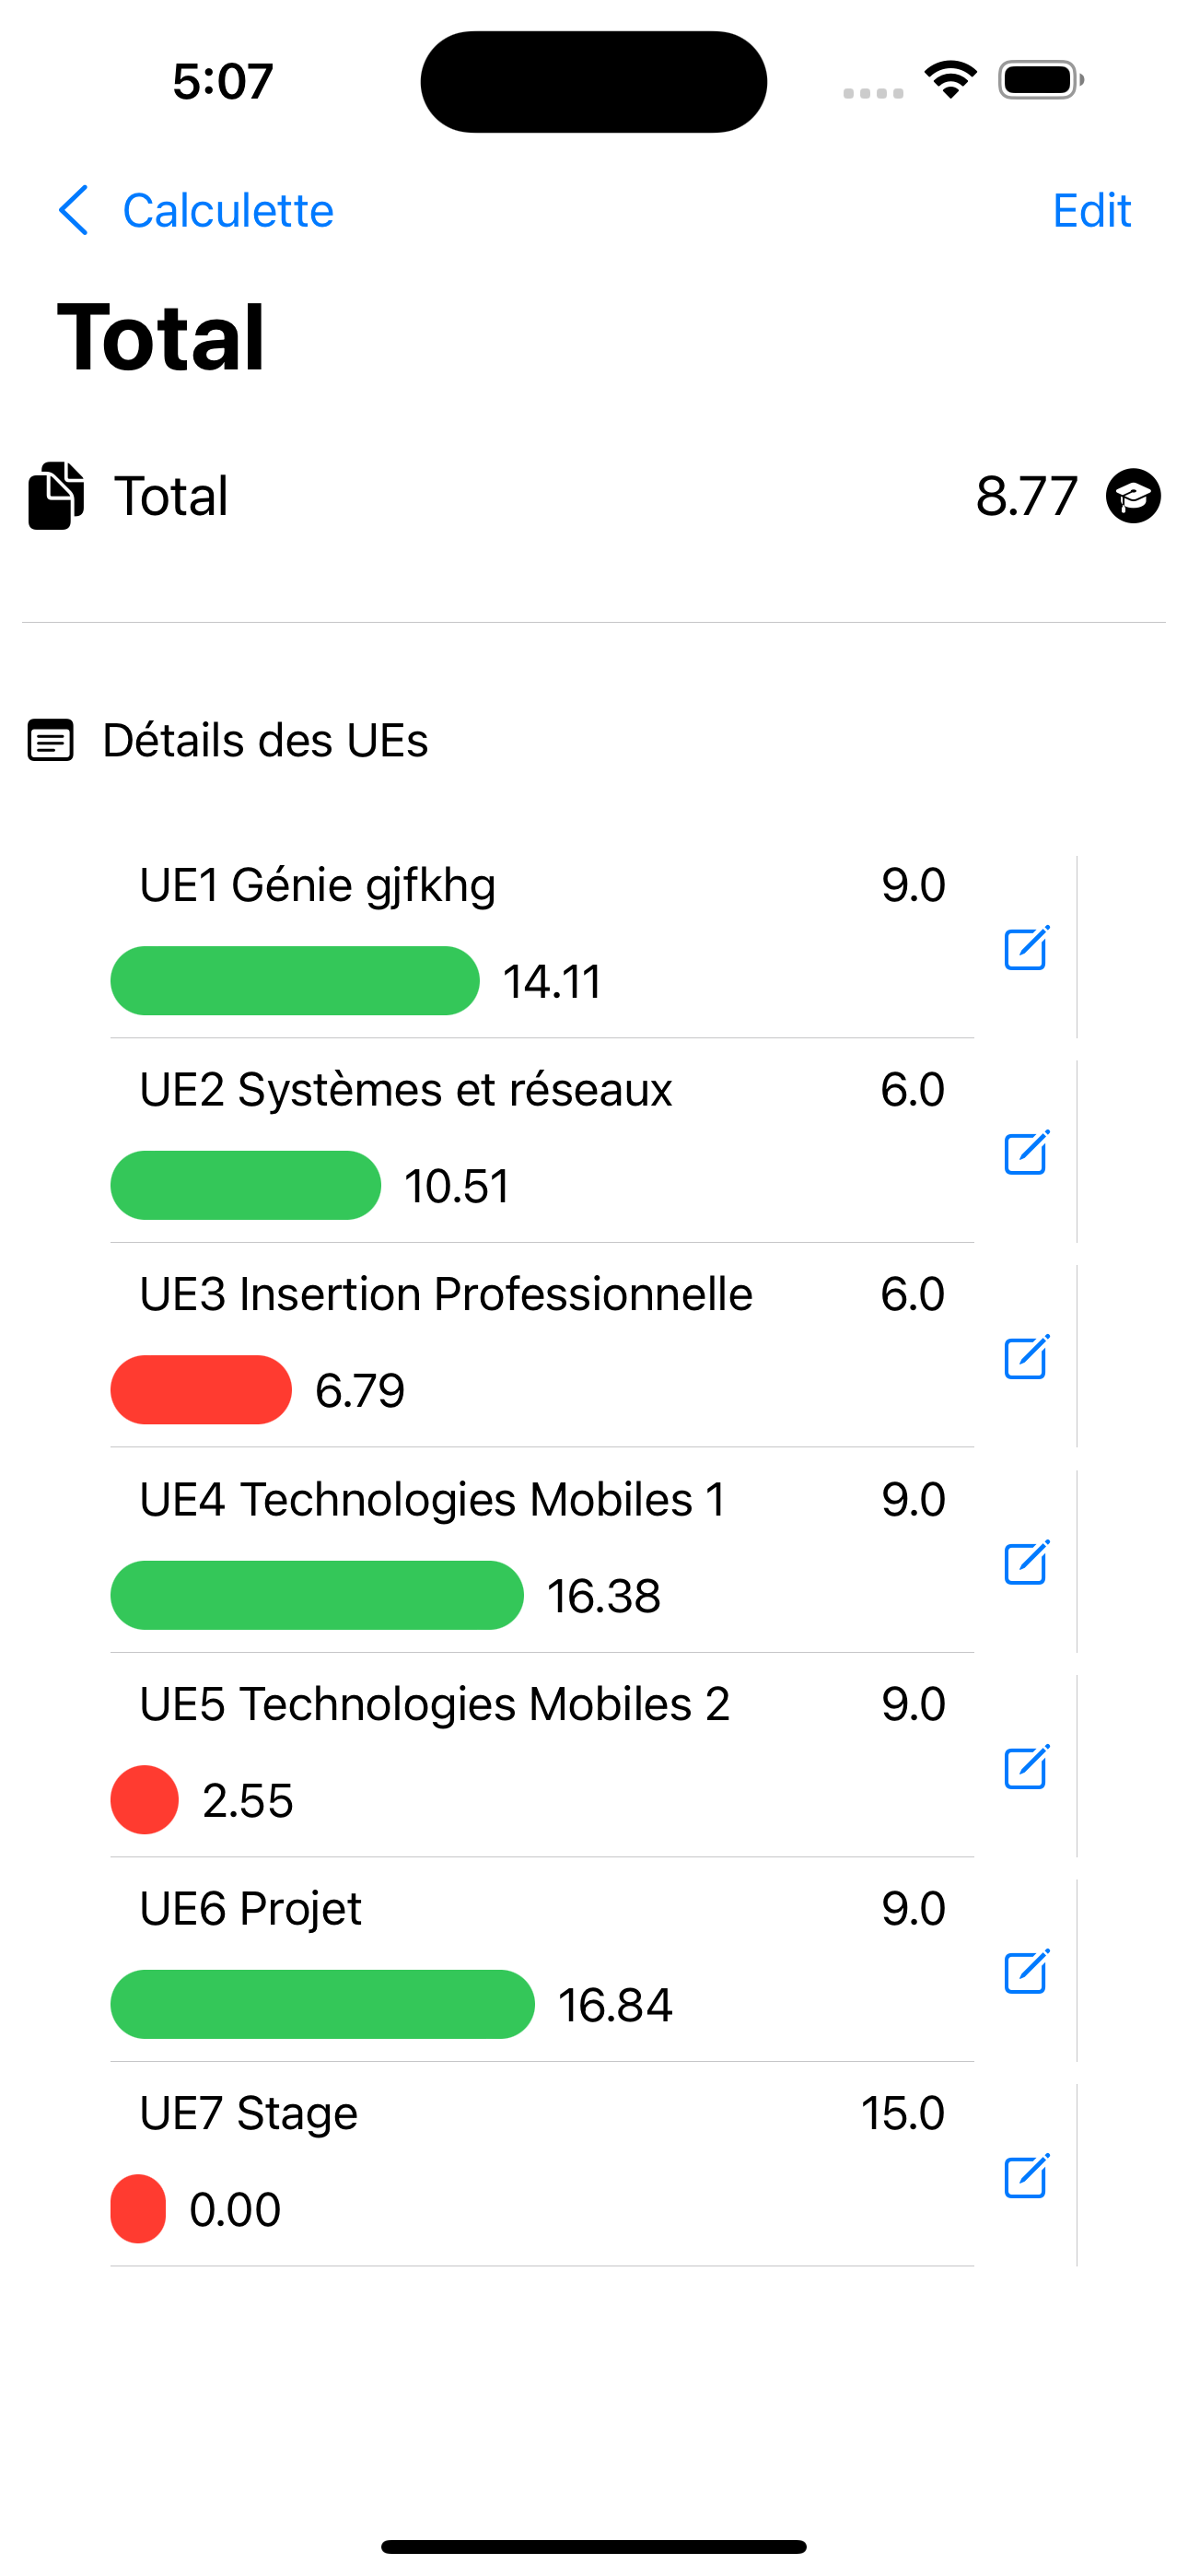 5:07
Calculette Edit
Total
Total 8.77
Détails des UEs
UE1 Génie gjfkhg 9.0
14.11
UE2 Systèmes et réseaux 6.0
10.51
UE3 Insertion Professionnelle 6.0
6.79
UE4 Technologies Mobiles 1 9.0
16.38
UE5 Technologies Mobiles 2 9.0
2.55
UE6 Projet 9.0
16.84
UE7 Stage 15.0
0.00